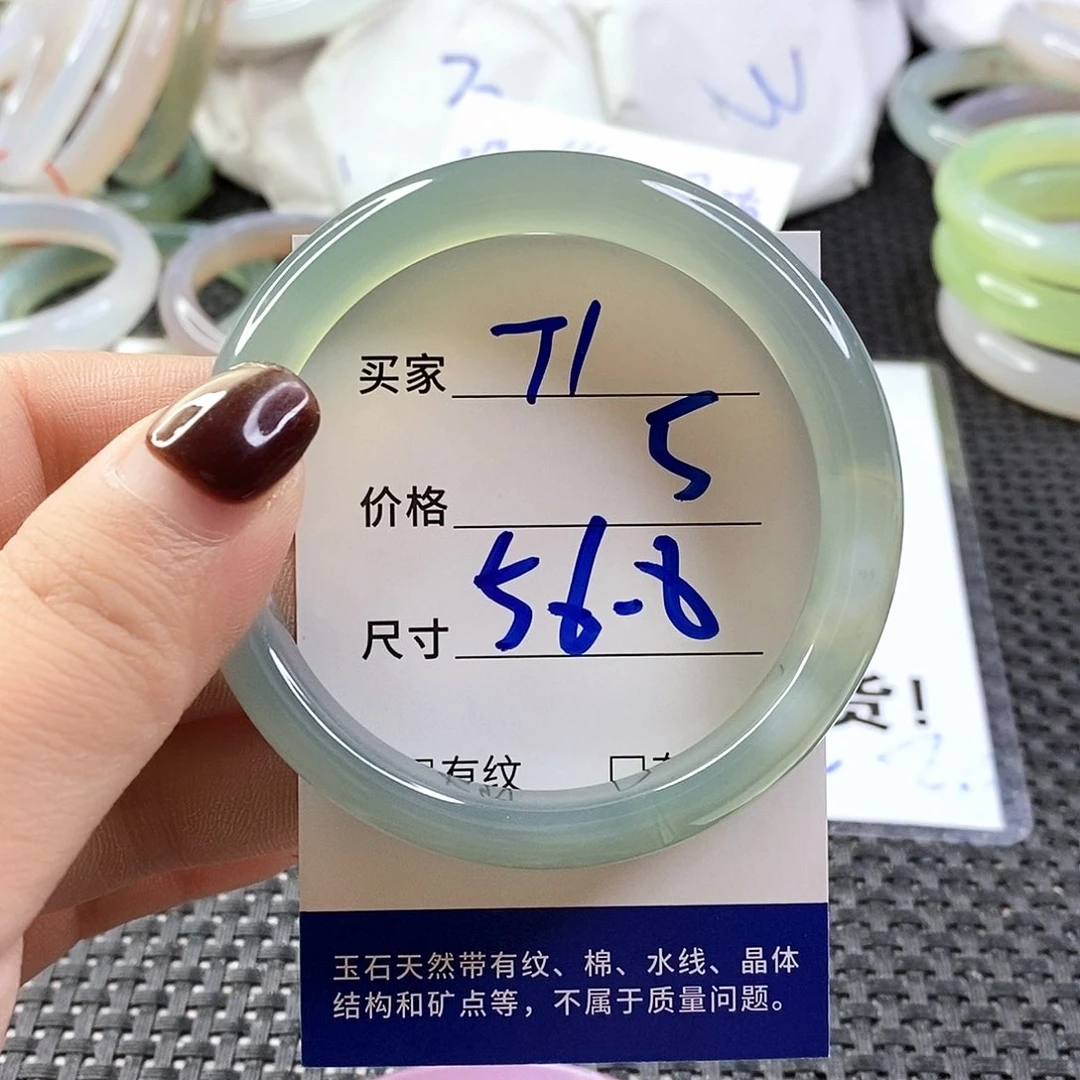 买家 71
5
价格
尺寸 56-8
有纹 □有
货!
玉石天然带有纹、棉、水线、晶体
结构和矿点等，不属于质量问题。